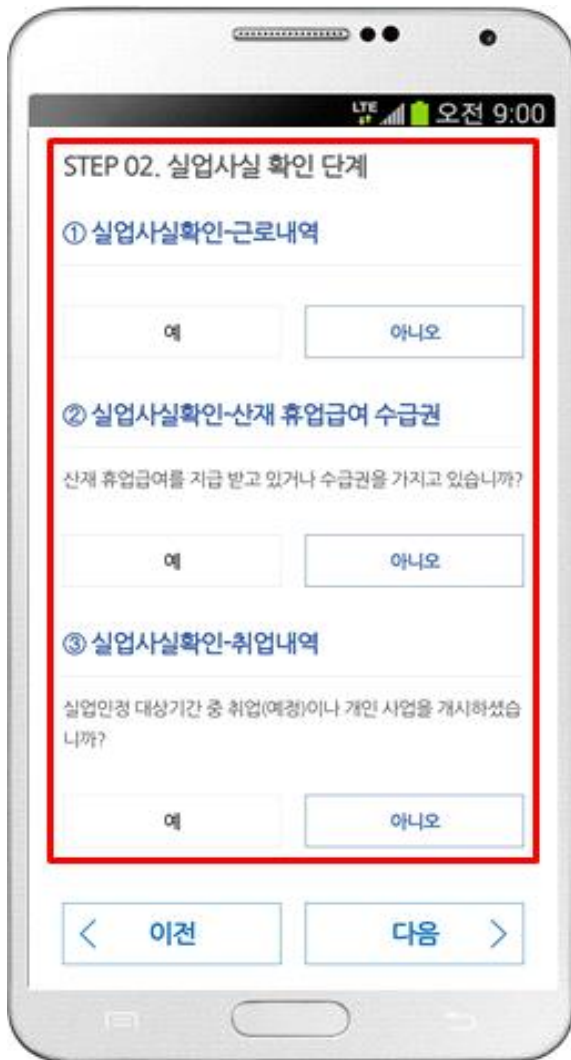 LTE 오전 9:00
STEP 02. 실업사실 확인 단계
① 실업사실확인-근로내역
예 아니오
② 실업사실확인-산재 휴업급여 수급권
산재 휴업급여를 지급 받고 있거나 수급권을 가지고 있습니까?
예 아니오
③ 실업사실확인-취업내역
실업인정 대상기간 중 취업(예정)이나 개인 사업을 개시하셨습
니까?
예 아니오
이전 다음